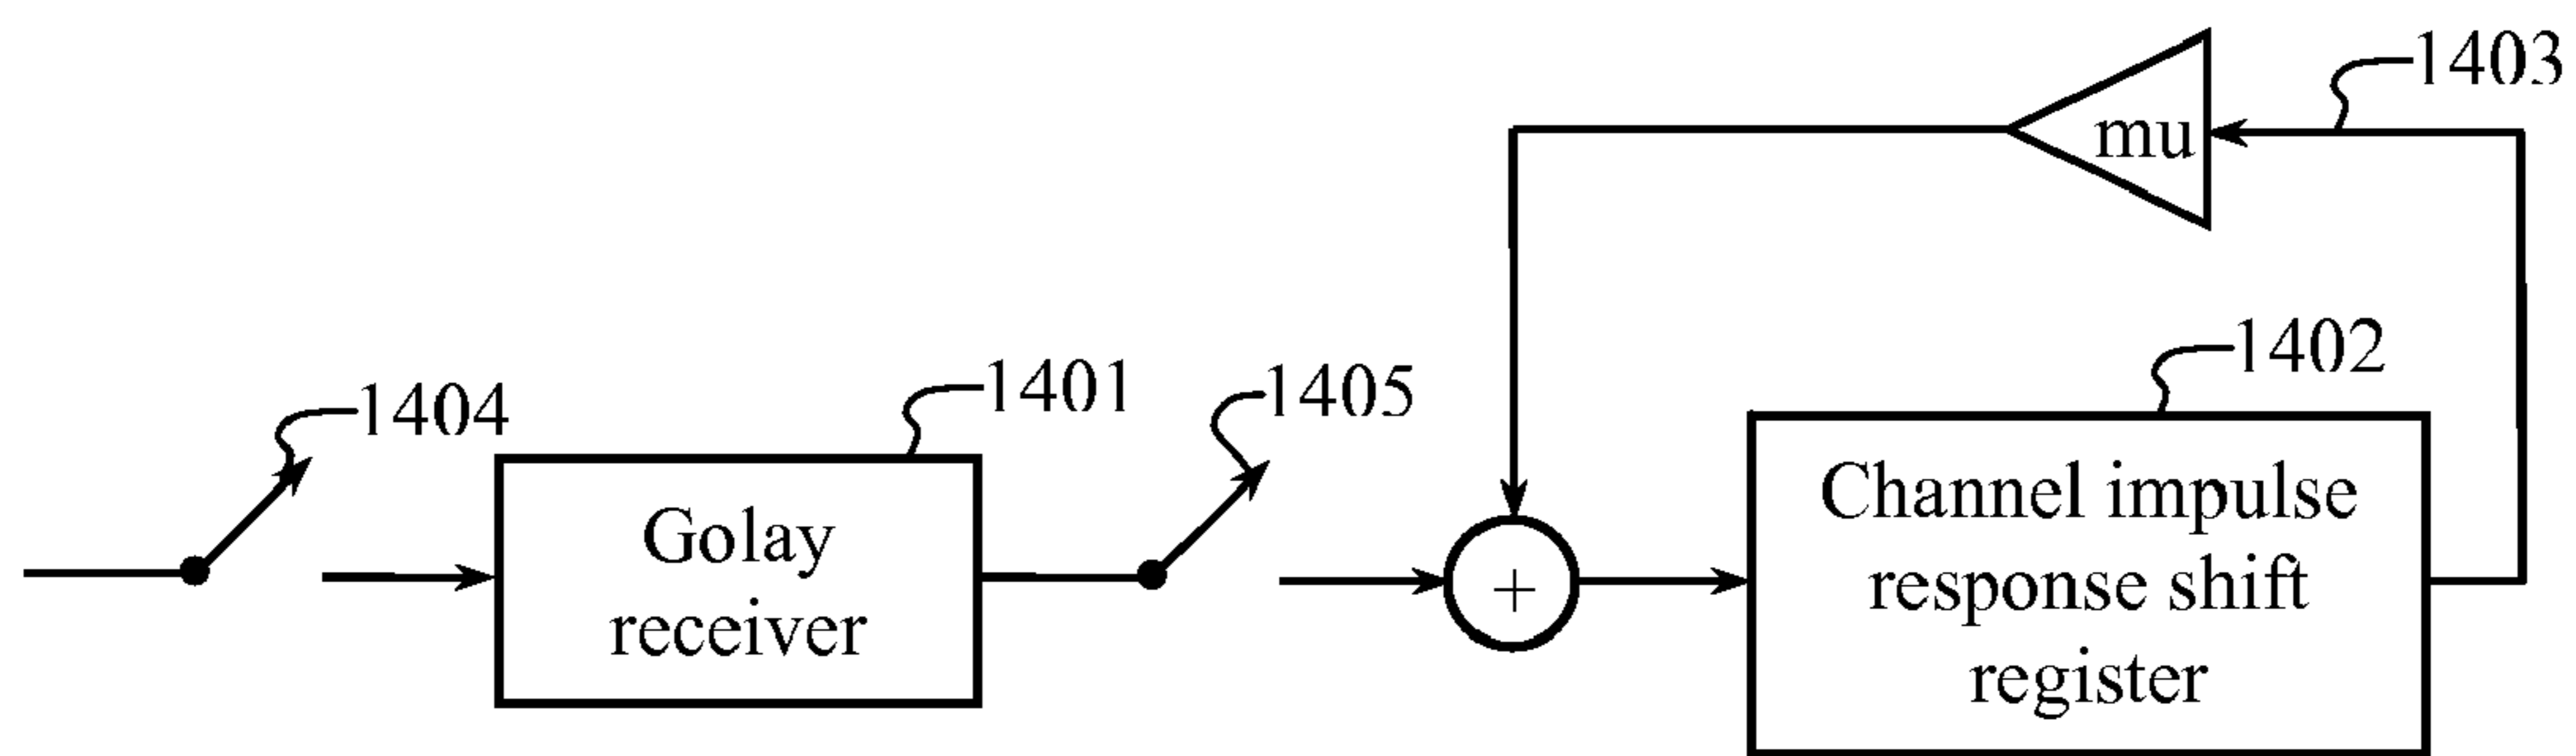 1403
mu
1402
1401
1405
1404
Channel impulse
response shift
register
Golay
receiver
+